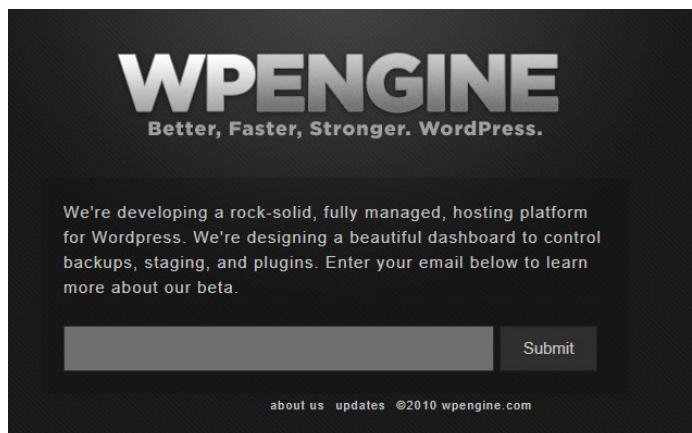 WPENGINE
Better, Faster, Stronger. WordPress.
We're developing a rock-solid, fully managed, hosting platform
for Wordpress. We're designing a beautiful dashboard to control
backups, staging, and plugins. Enter your email below to learn
more about our beta.
Submit
about us updates ©2010 wpengine.com